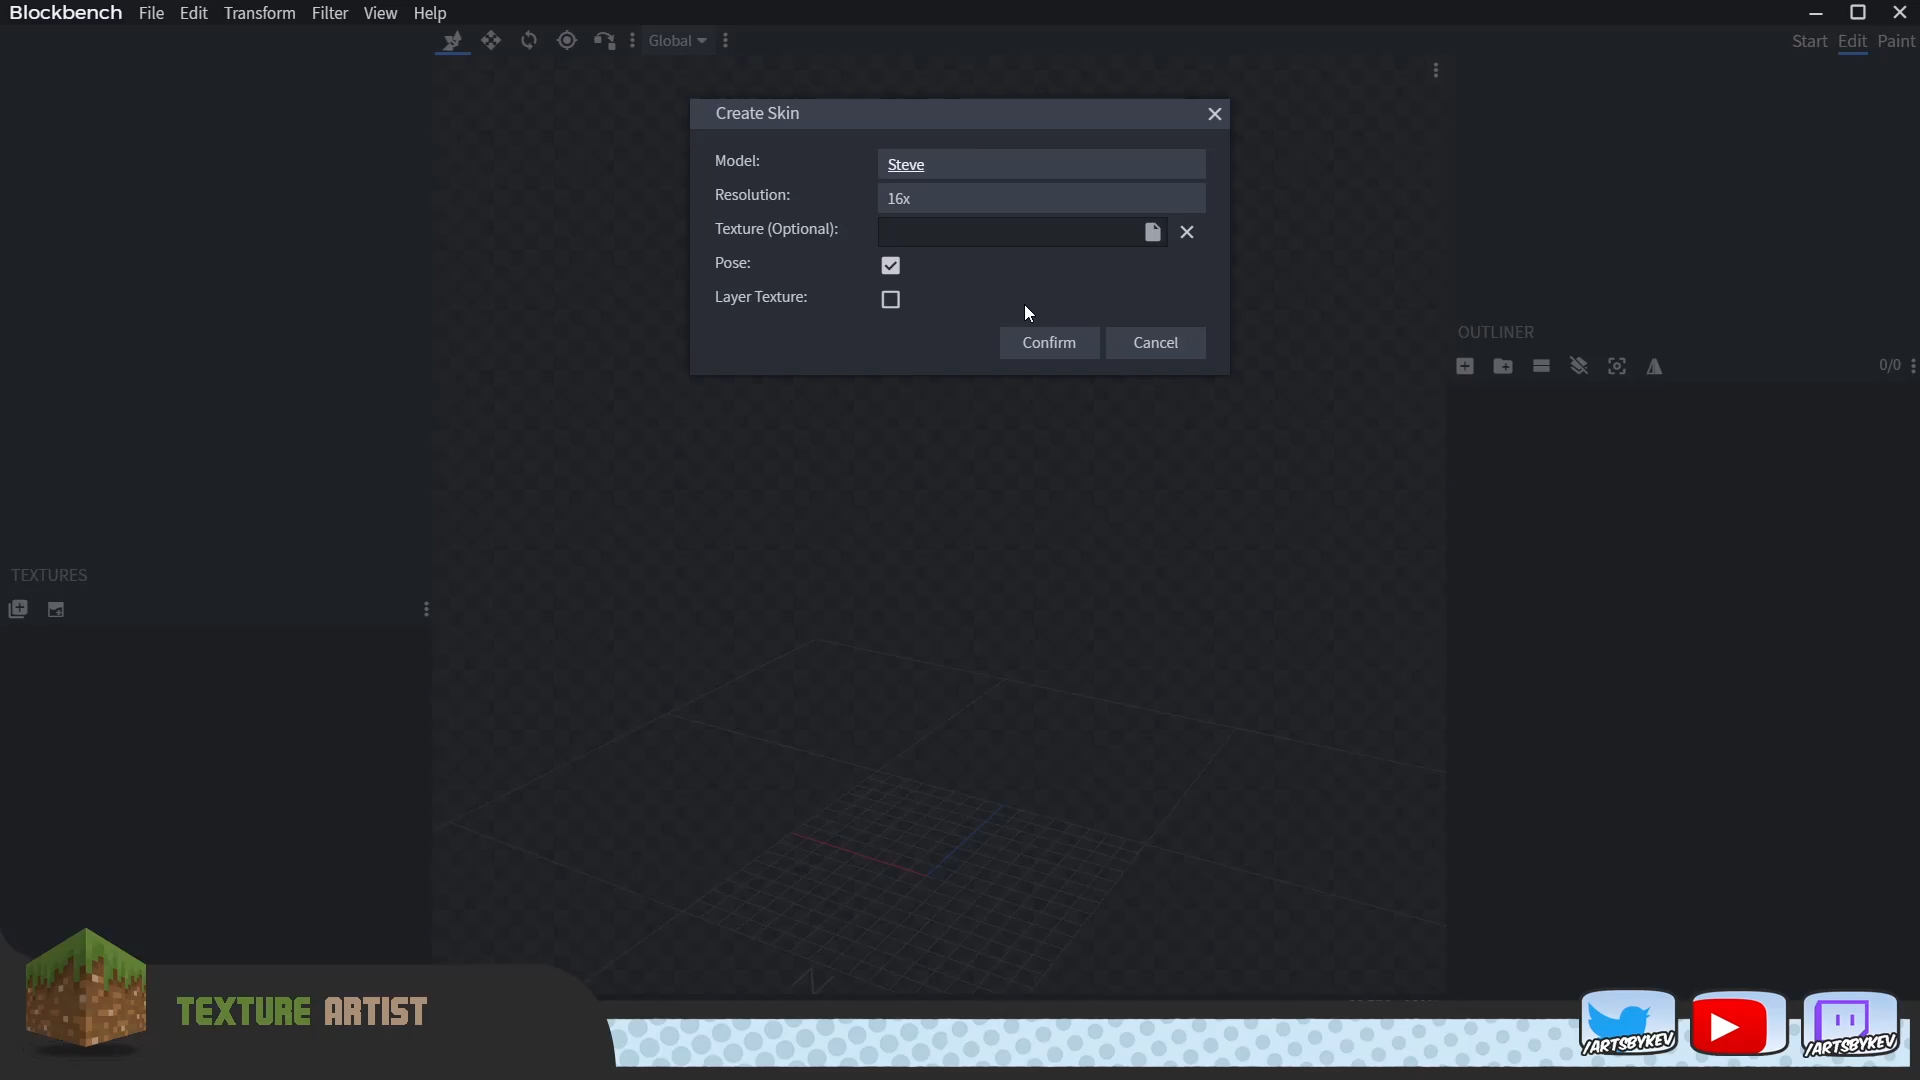 Blockbench File Edit Transform Filter View Help
Global
Start Edit Paint
Create Skin
Model: Steve
Resolution: 16x
Texture (Optional):
Pose:
Layer Texture:
Confirm Cancel
OUTLINER
0/0
TEXTURES
TEXTURE ARTIST
/ARTSBYKEV
/ARTSBYKEV